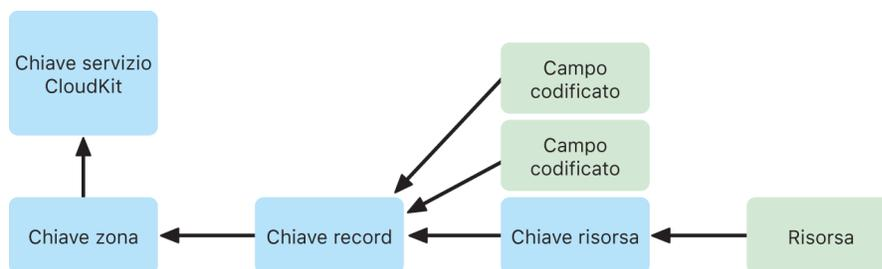 Chiave servizio
CloudKit
Campo
codificato
Campo
codificato
Chiave zona
Chiave record
Chiave risorsa
Risorsa